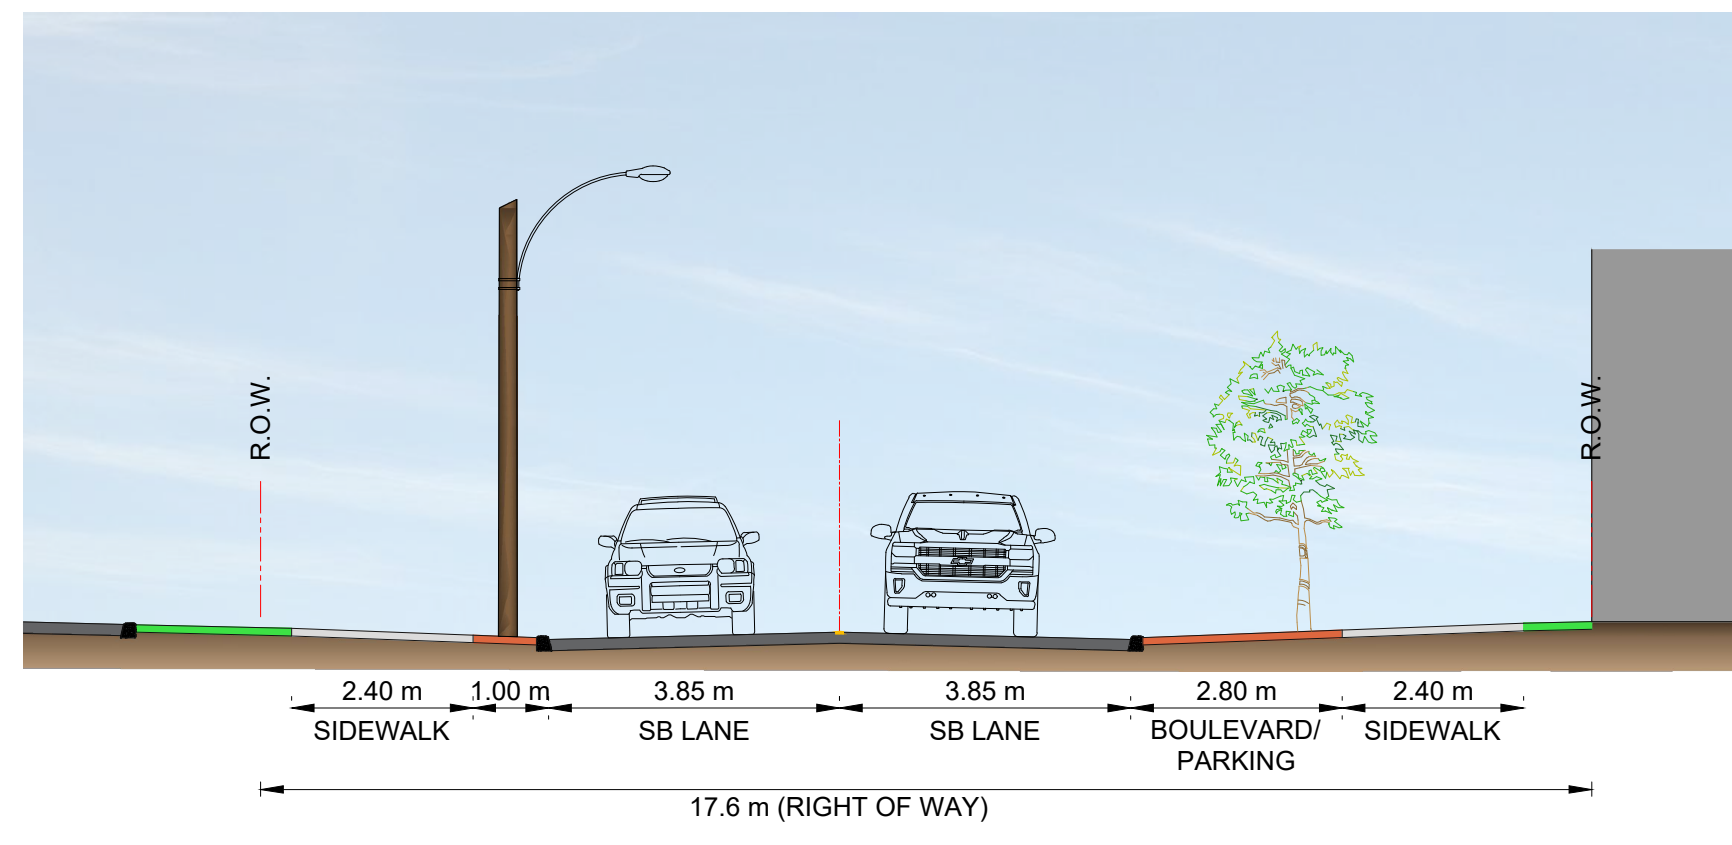 R.O.W.
R.O.W.
2.40 m
1.00 m
3.85 m
3.85 m
2.80 m
2.40 m
SIDEWALK
SB LANE
SB LANE
BOULEVARD/
PARKING
SIDEWALK
17.6 m (RIGHT OF WAY)